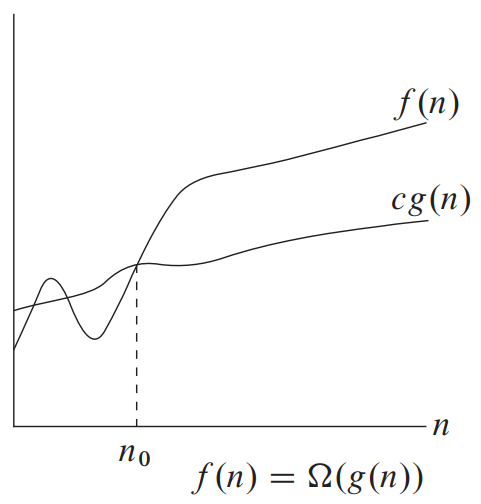 f(n)
cg(n)
n
n₀
f(n) = Ω(g(n))